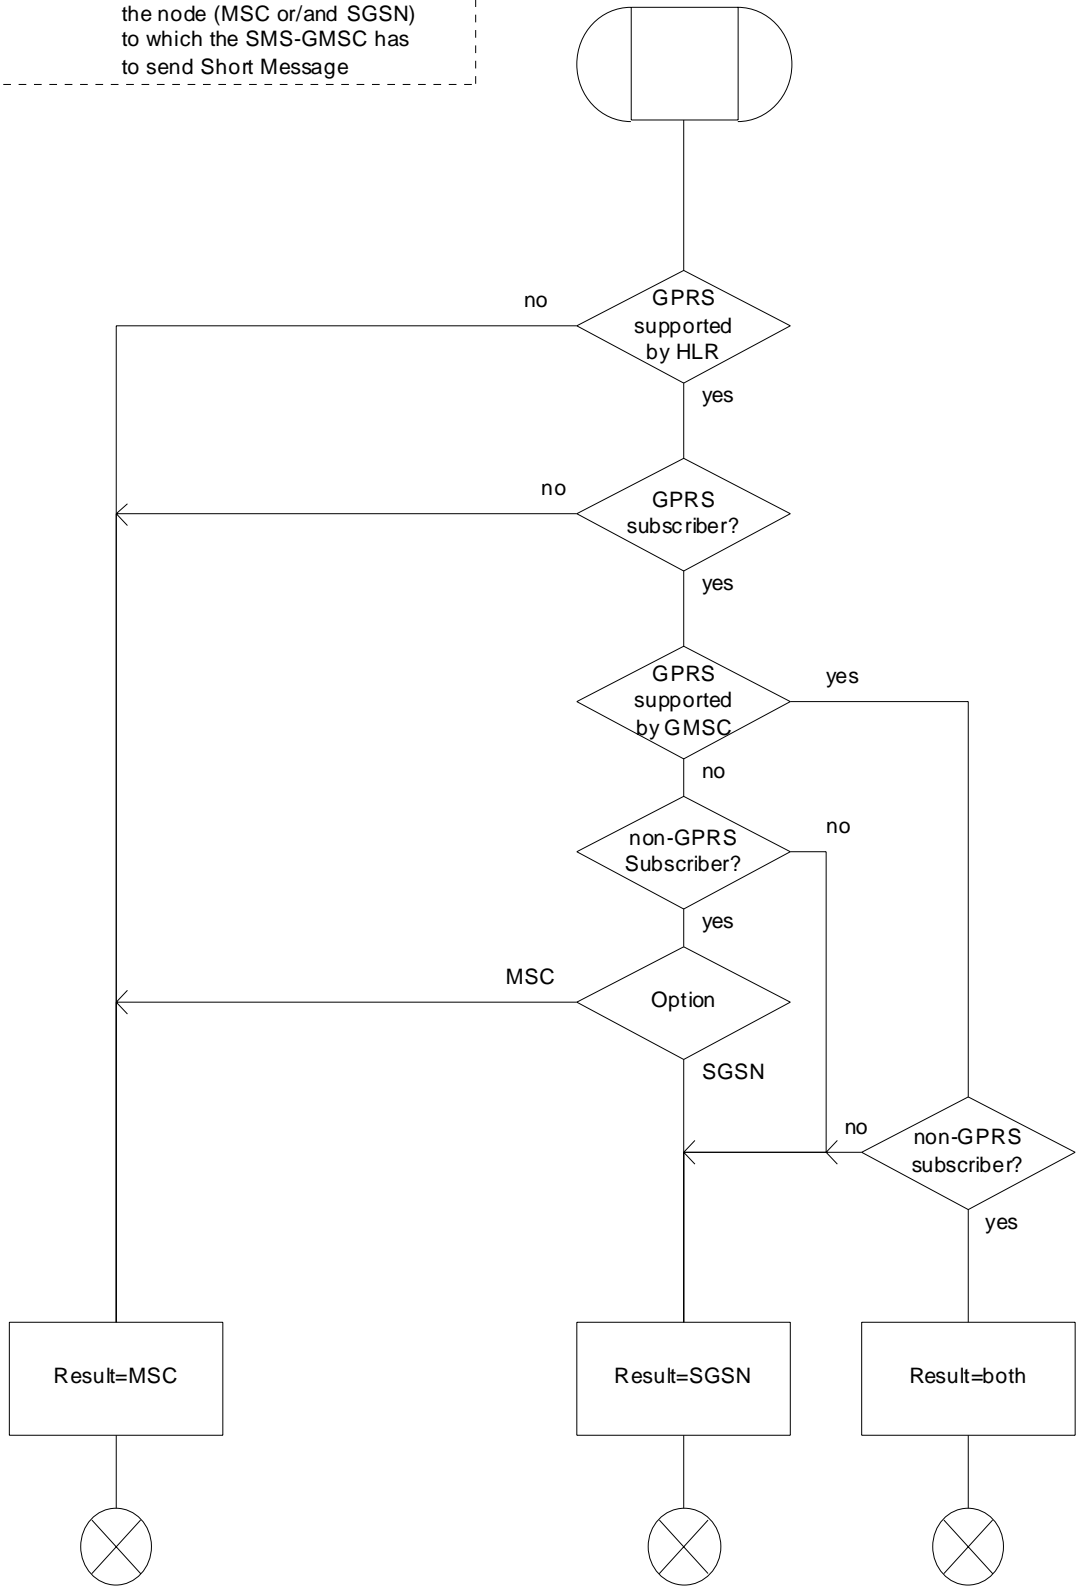 the node (MSC or/and SGSN)
to which the SMS-GMSC has
to send Short Message
no
GPRS
supported
by HLR
yes
no
GPRS
subscriber?
yes
GPRS
supported
by GMSC
yes
no
non-GPRS
Subscriber?
no
yes
MSC
Option
SGSN
no
non-GPRS
subscriber?
yes
Result=MSC
Result=SGSN
Result=both